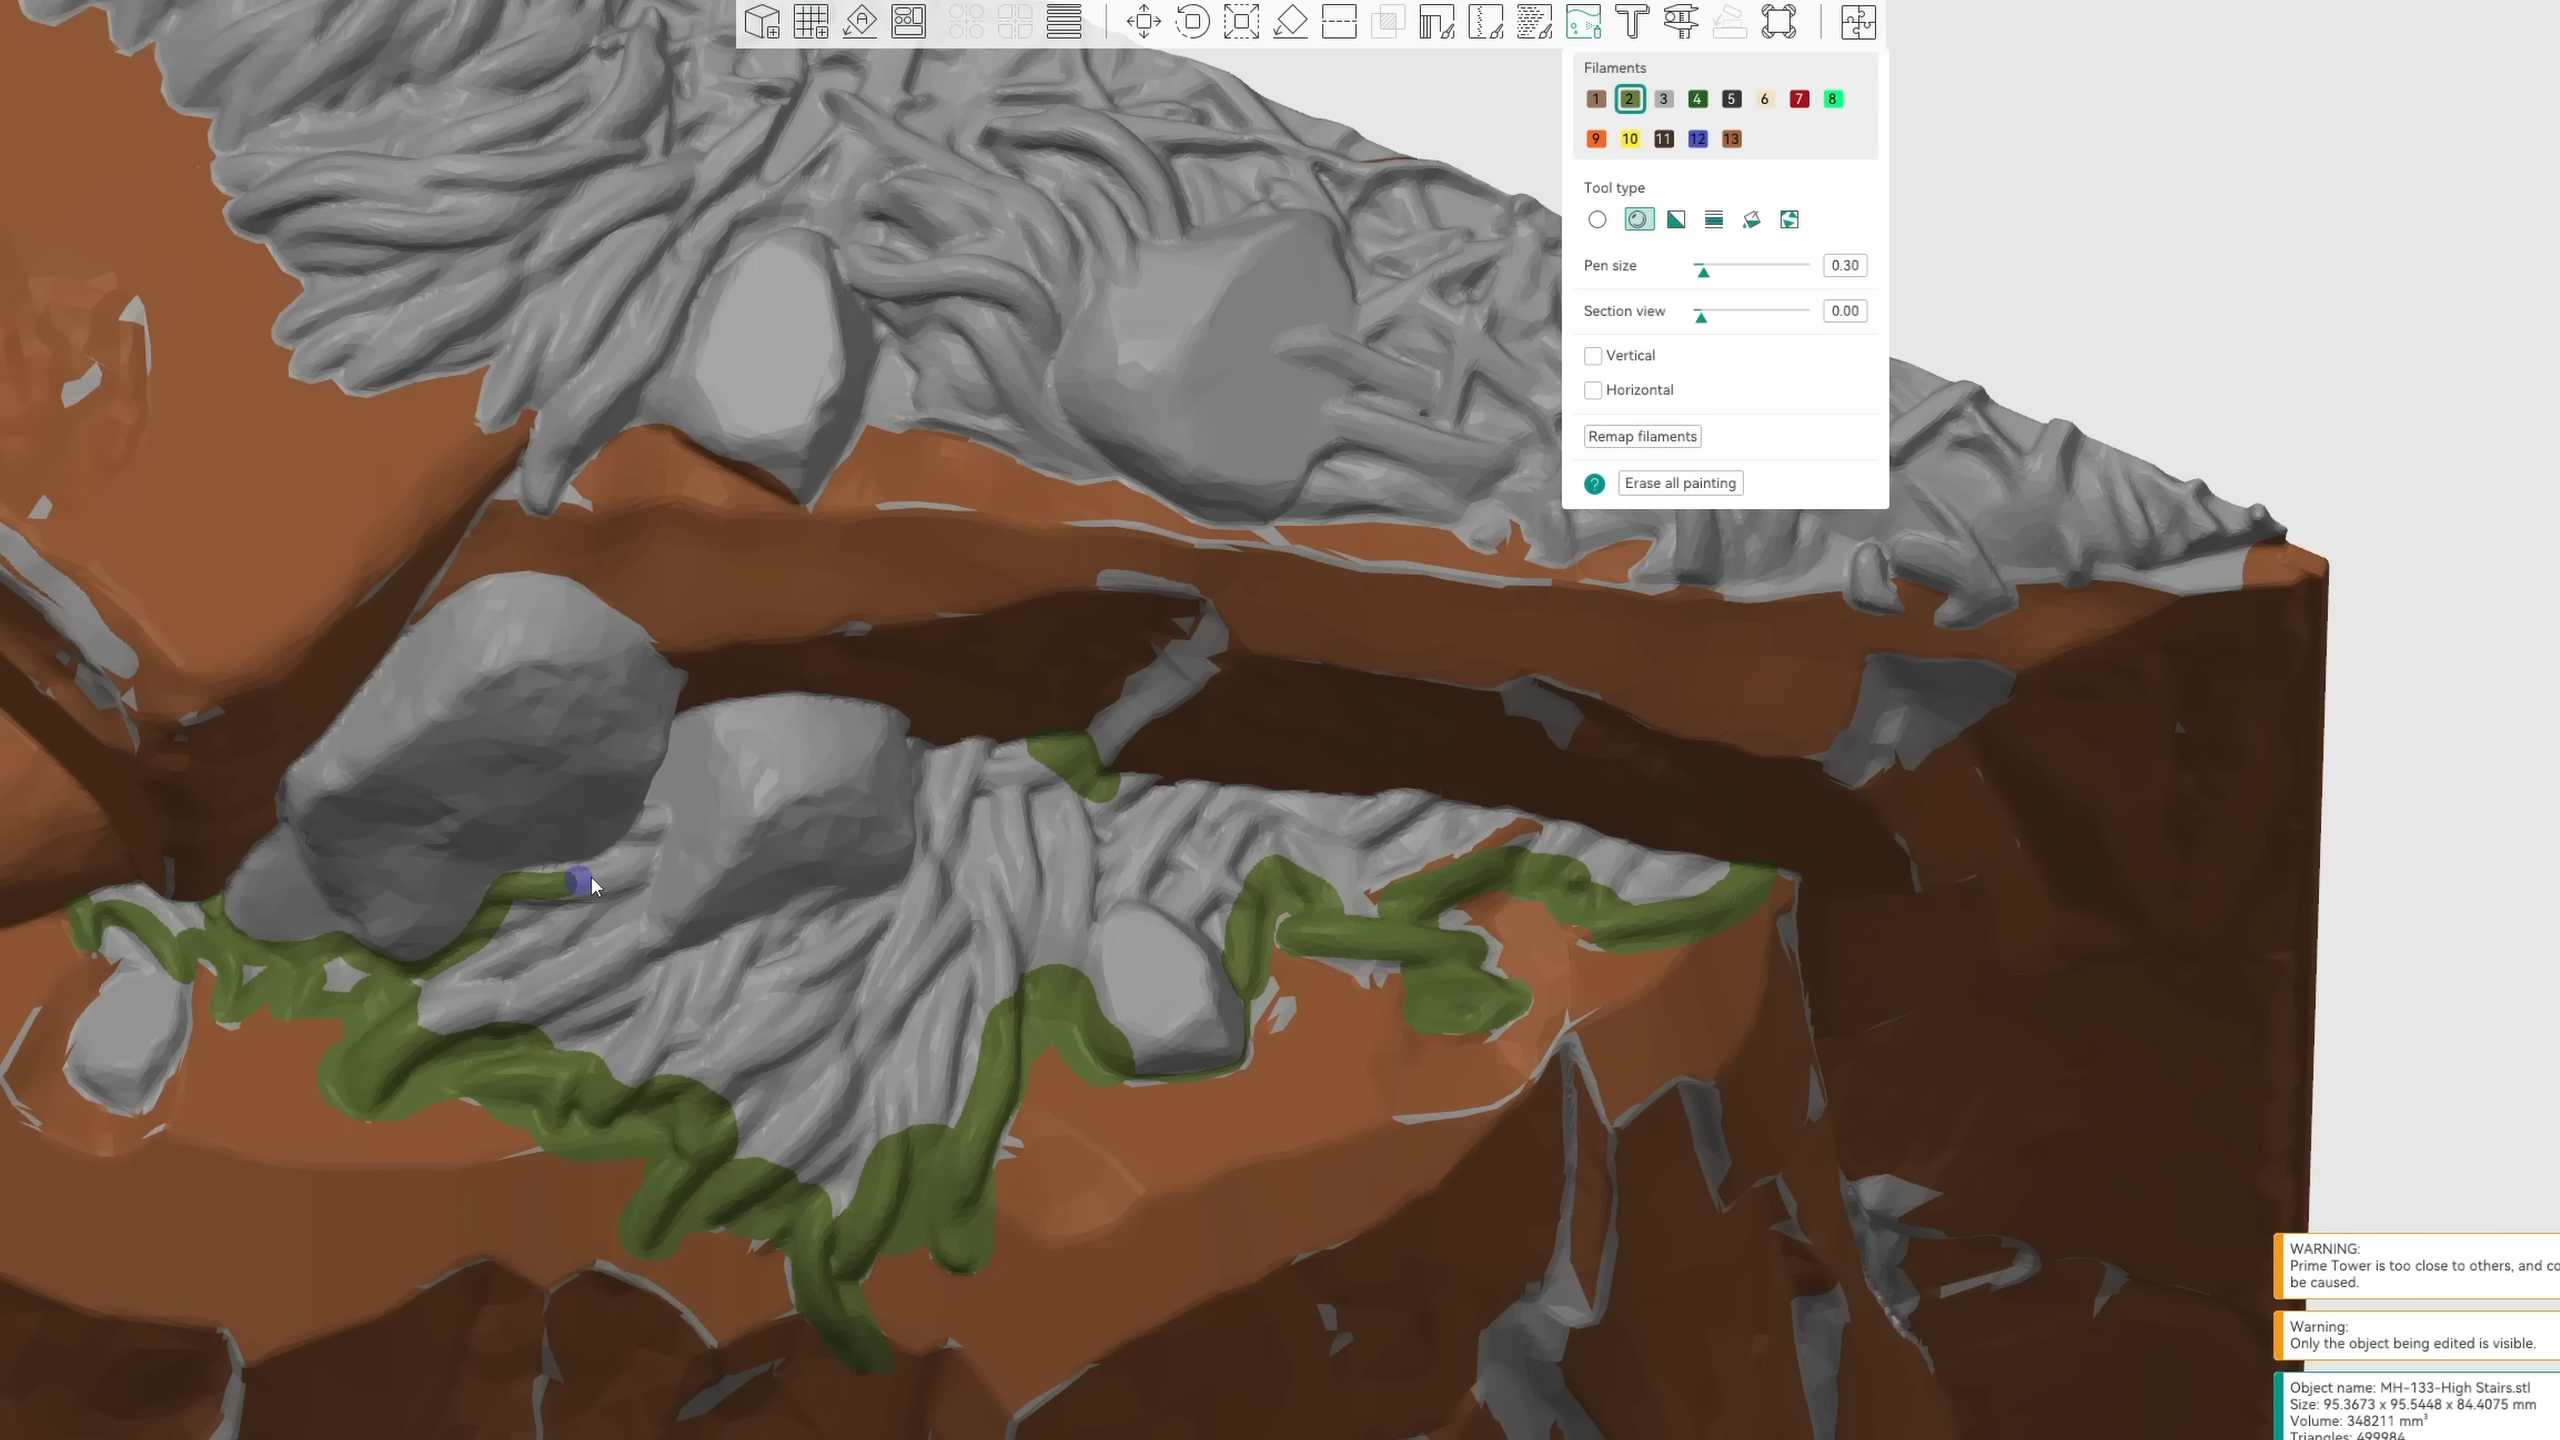 Filaments
1 2 3 4 5 6 7 8
9 10 11 12 13
Tool type
Pen size 0.30
Section view 0.00
Vertical
Horizontal
Remap filaments
? Erase all painting
WARNING:
Prime Tower is too close to others, and co
be caused.
Warning:
Only the object being edited is visible.
Object name: MH-133-High Stairs.stl
Size: 95.3673 x 95.5448 x 84.4075 mm
Volume: 348211 mm³
Triangles: 499984